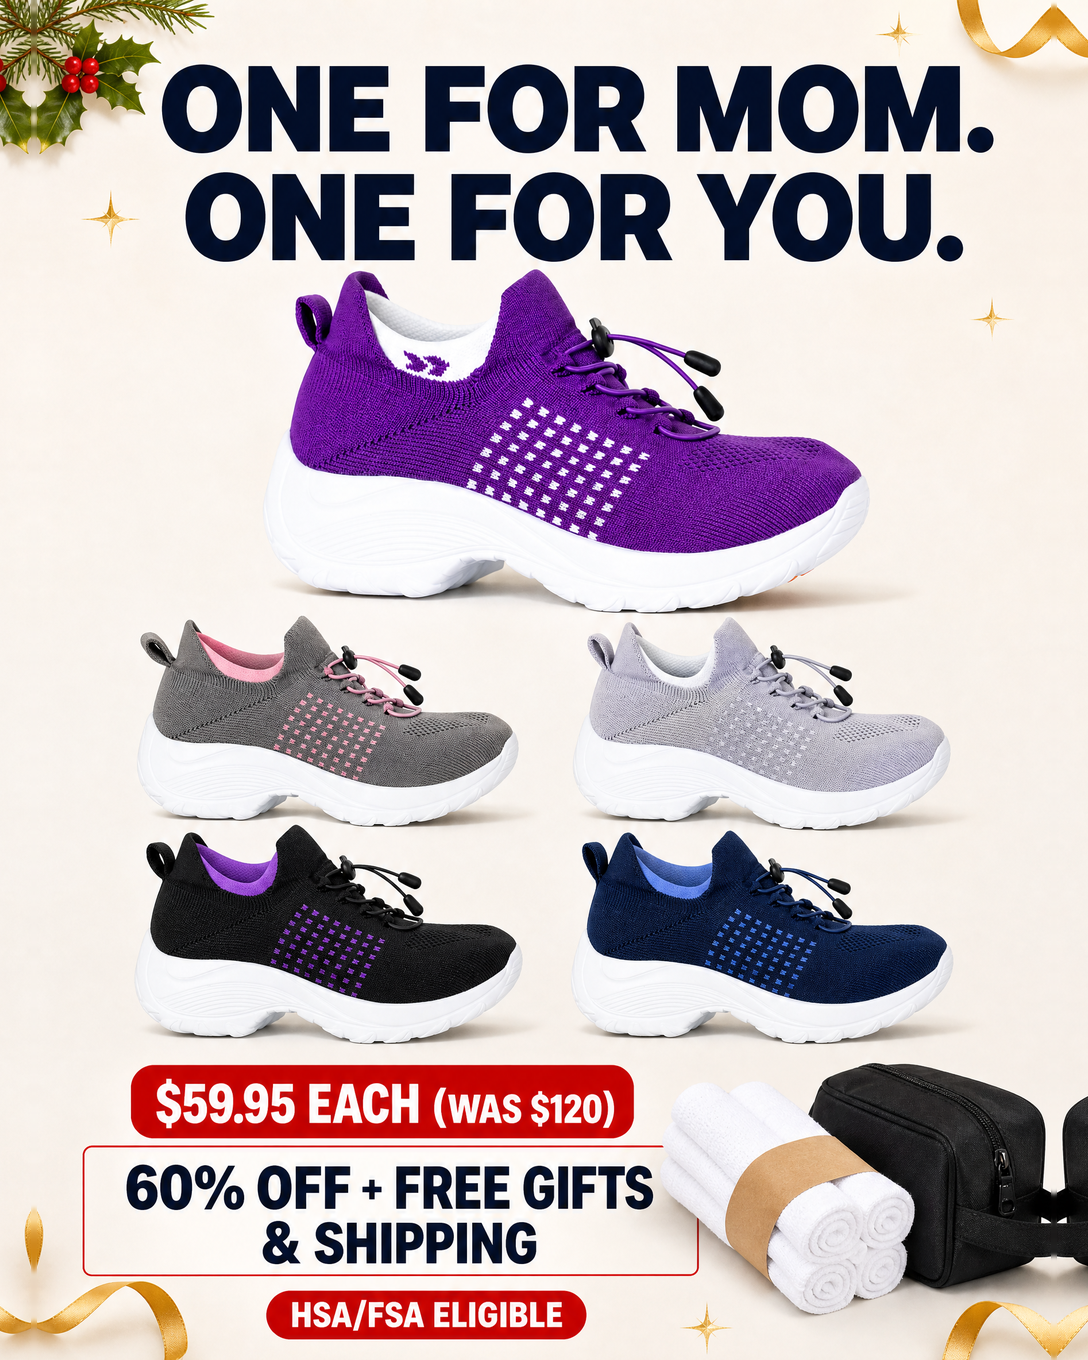 ONE FOR MOM.
ONE FOR YOU.
$59.95 EACH (WAS $120)
60% OFF + FREE GIFTS
& SHIPPING
HSA/FSA ELIGIBLE